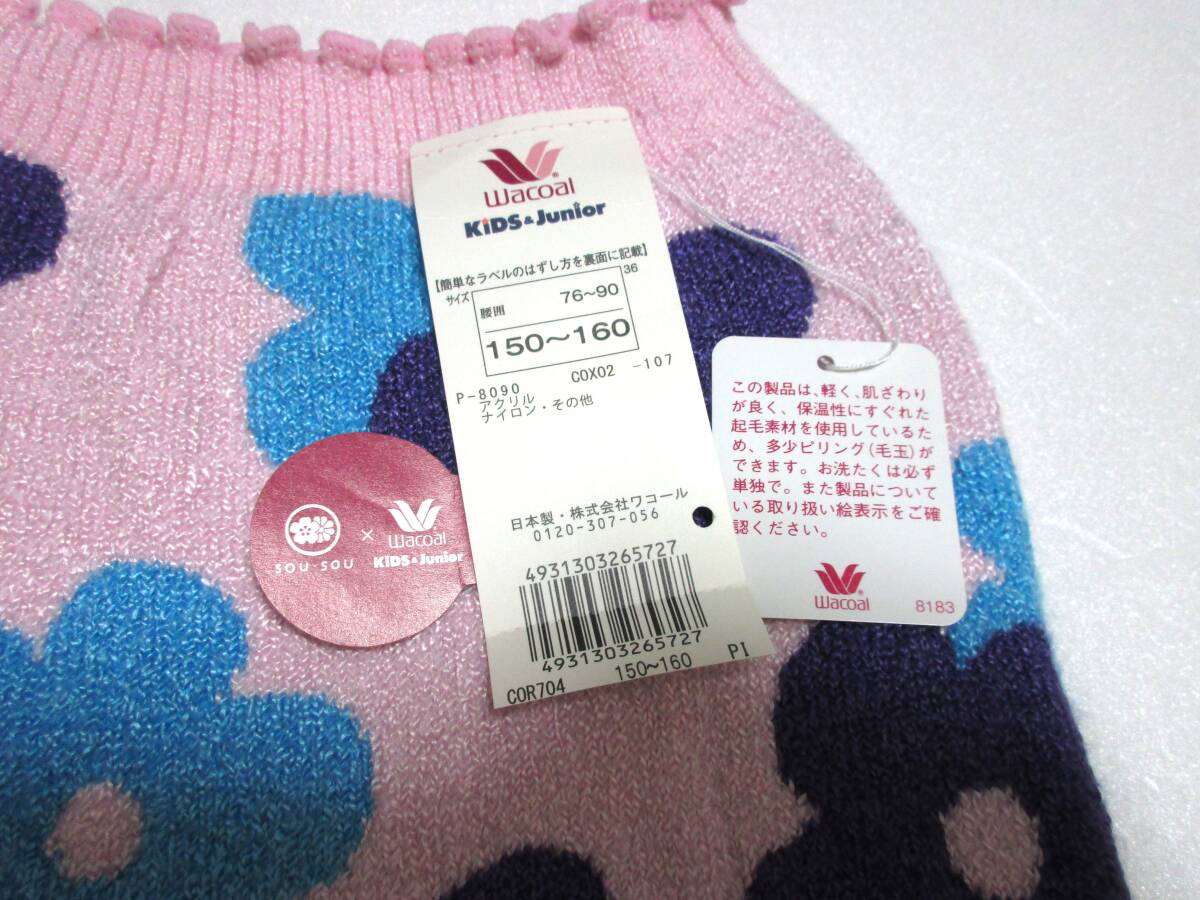 Wacoal
KiDS & Junior
【簡単なラベルのはずし方を裏面に記載】
サイズ
36
腰囲 76〜90
150〜160
P-8090 COX02 -107
アクリル
ナイロン・その他
日本製・株式会社ワコール
0120-307-056
4931303265727
4931303265727
COR704 150〜160 PI
SOU·SOU × Wacoal
KiDS & Junior
この製品は、軽く、肌ざわり
が良く、保温性にすぐれた
起毛素材を使用しているた
め、多少ピリング(毛玉)が
できます。お洗たくは必ず
単独で。また製品について
いる取り扱い絵表示をご確
認ください。
Wacoal
8183